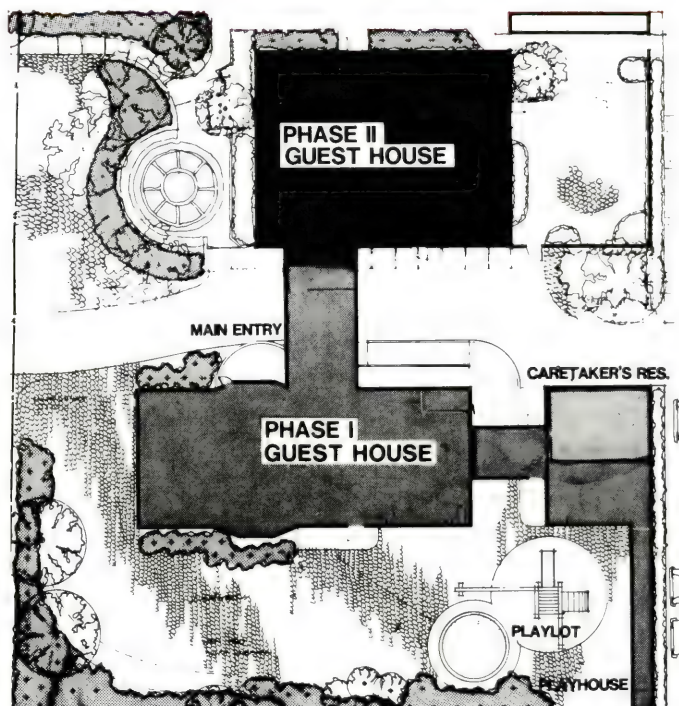 PHASE II
GUEST HOUSE
MAIN ENTRY
CARETAKER'S RES.
PHASE I
GUEST HOUSE
PLAYLOT
PLAYHOUSE